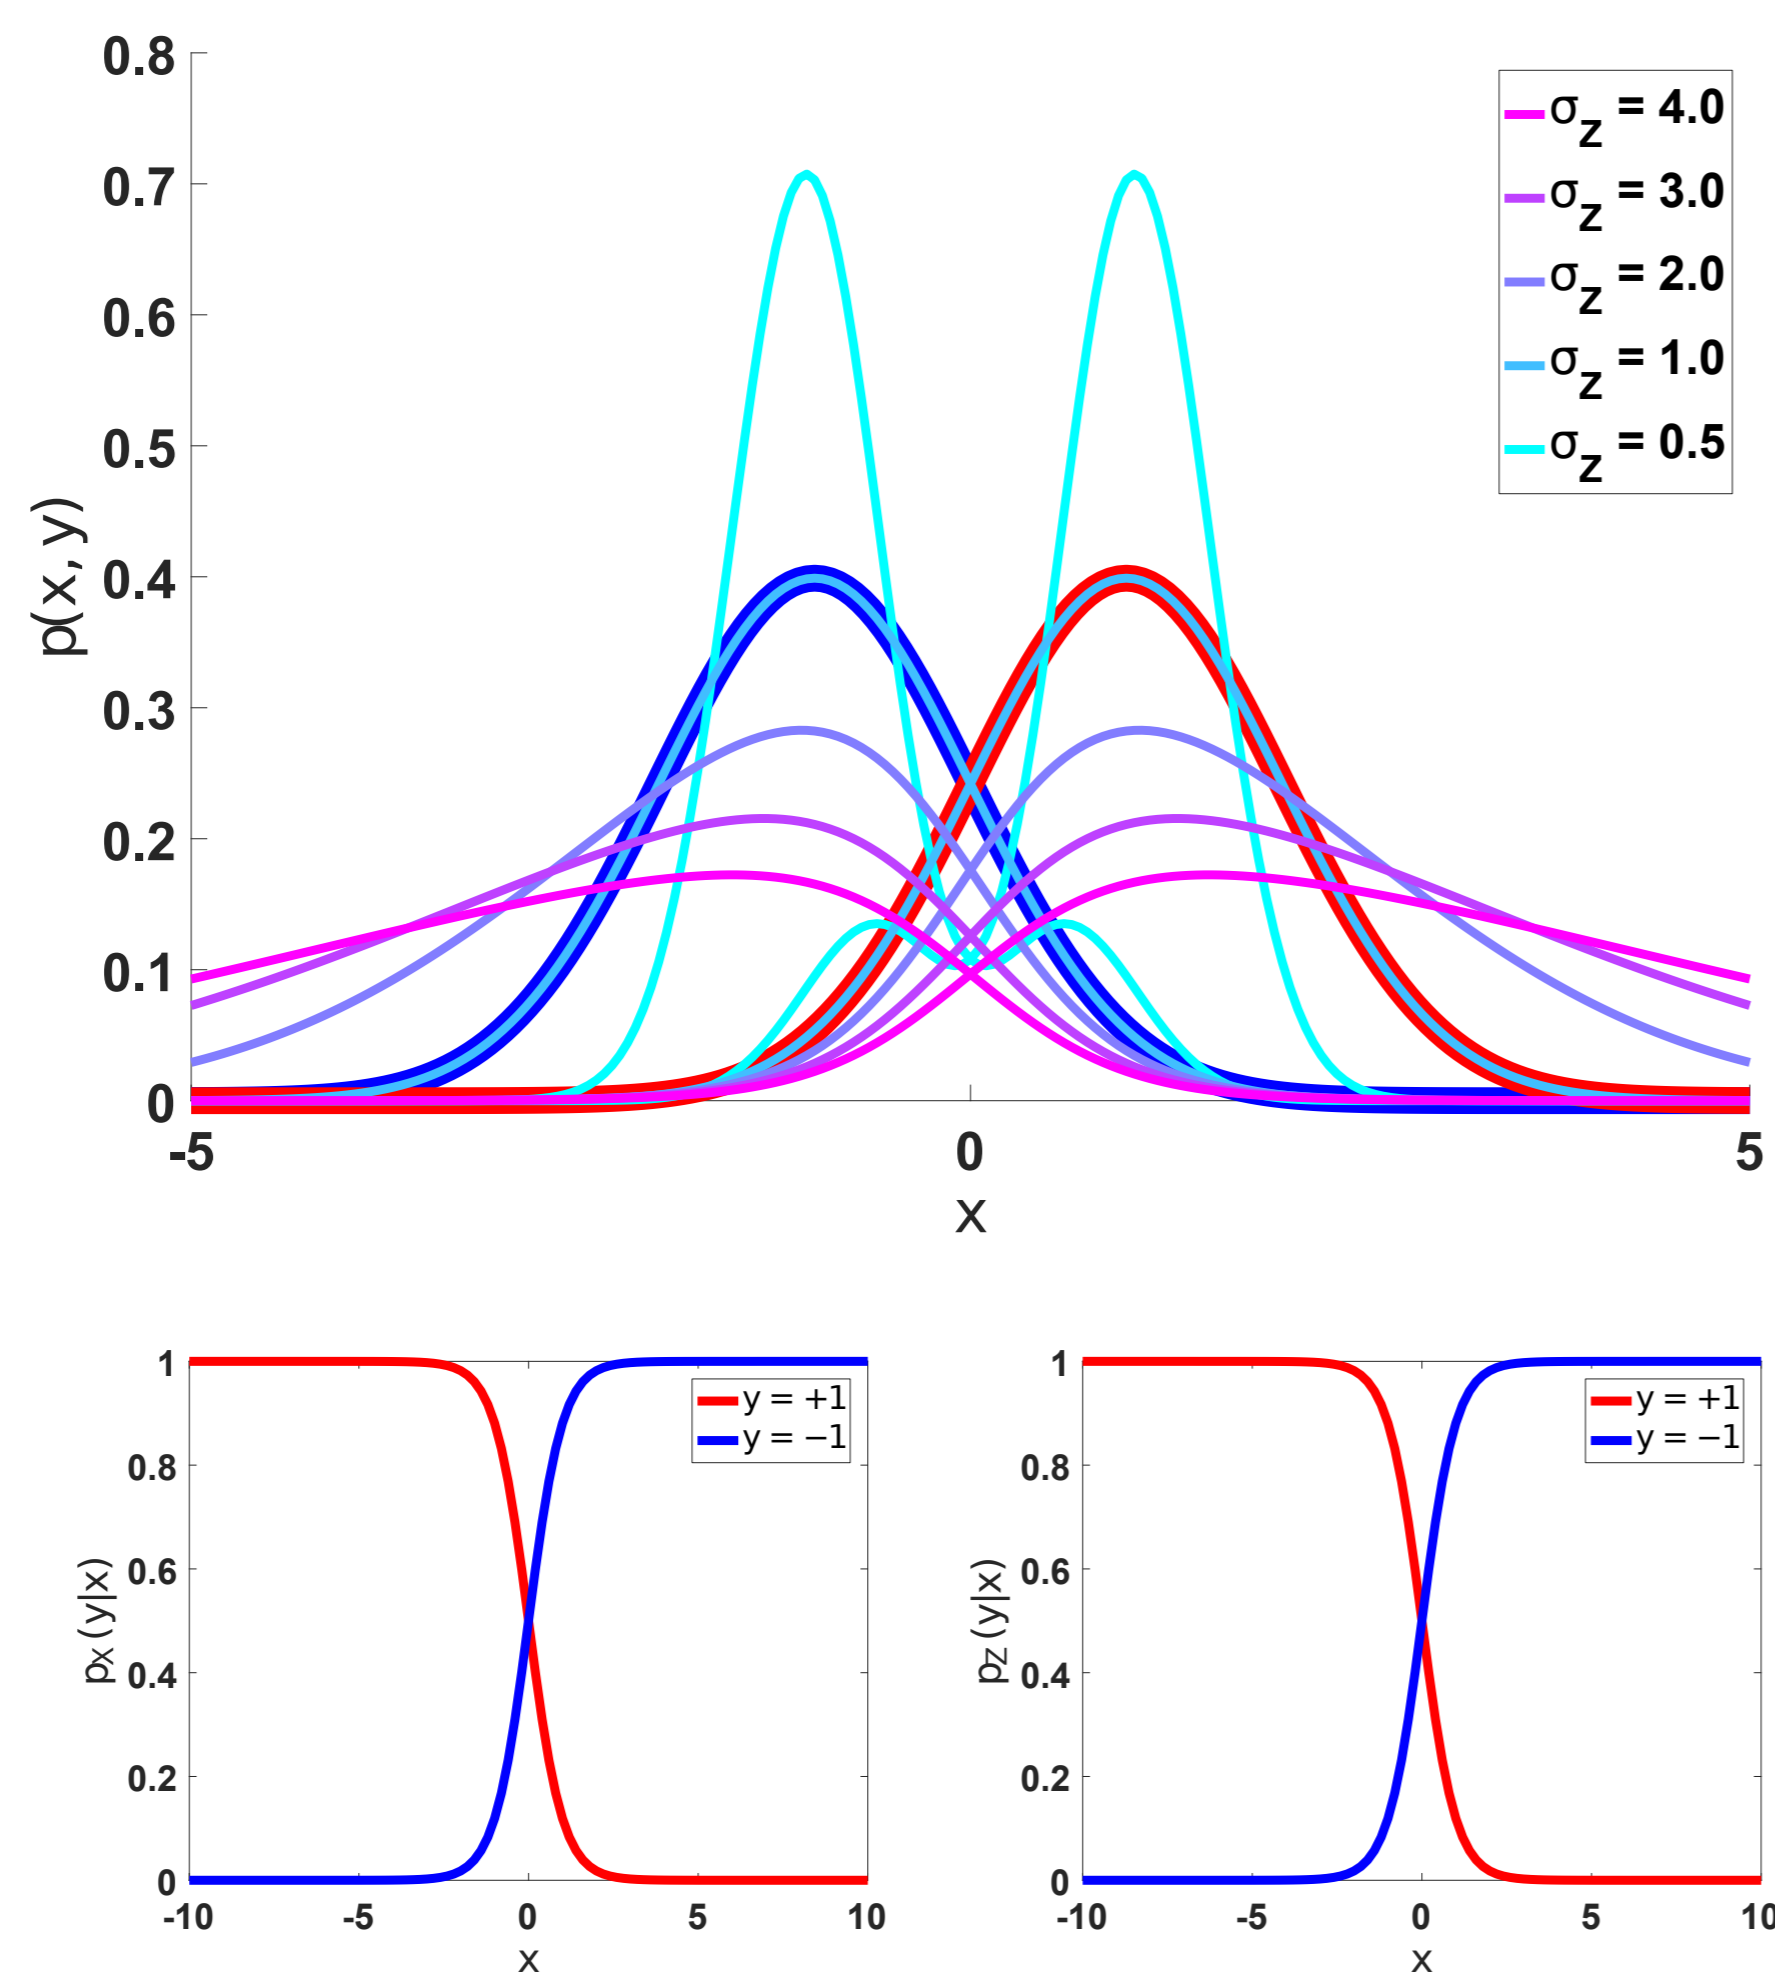 0.8
0.7
0.6
0.5
0.4
0.3
0.2
0.1
0
p(x, y)
-5
0
5
x
σz = 4.0
σz = 3.0
σz = 2.0
σz = 1.0
σz = 0.5
1
0.8
0.6
0.4
0.2
0
pX (y|x)
-10
-5
0
5
10
x
y = +1
y = −1
1
0.8
0.6
0.4
0.2
0
pZ (y|x)
-10
-5
0
5
10
x
y = +1
y = −1